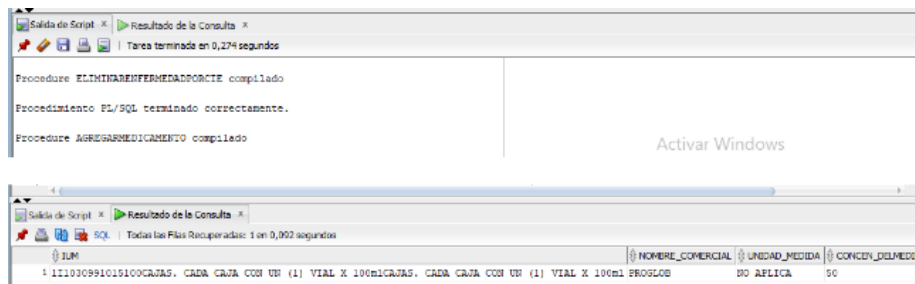 Salida de Script × Resultado de la Consulta ×
Tarea terminada en 0,274 segundos
Procedure ELIMINARENFERMEDADPORCIE compilado
Procedimiento PL/SQL terminado correctamente.
Procedure AGREGARMEDICAMENTO compilado
Activar Windows
Salida de Script × Resultado de la Consulta ×
SQL | Todas las Filas Recuperadas: 1 en 0,092 segundos
IUM NOMBRE_COMERCIAL UNIDAD_MEDIDA CONCEN_DELMEDI
1 1I1030991015100CAJAS. CADA CAJA CON UN (1) VIAL X 100mlCAJAS. CADA CAJA CON UN (1) VIAL X 100ml PROGLOB NO APLICA 50